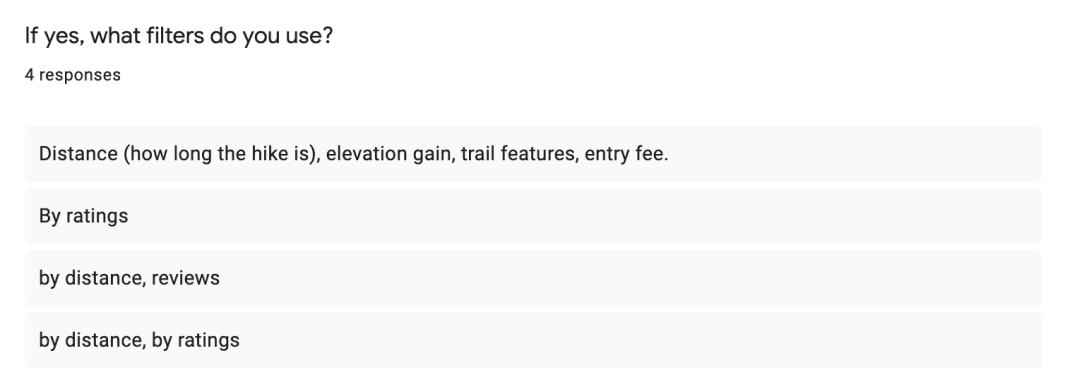 If yes, what filters do you use?
4 responses
Distance (how long the hike is), elevation gain, trail features, entry fee.
By ratings
by distance, reviews
by distance, by ratings